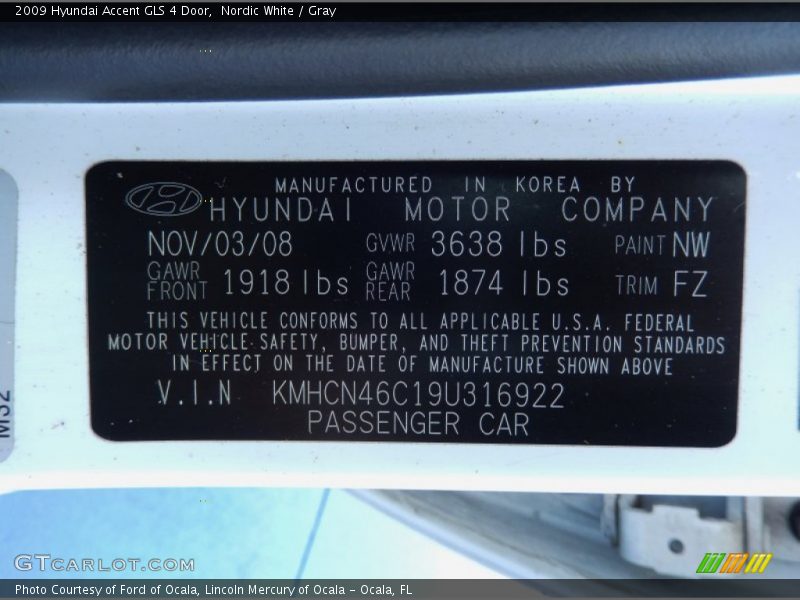 2009 Hyundai Accent GLS 4 Door,  Nordic White / Gray
MANUFACTURED IN KOREA BY
HYUNDAI MOTOR COMPANY
NOV/03/08 GVWR 3638 lbs PAINT NW
GAWR FRONT 1918 lbs GAWR REAR 1874 lbs TRIM FZ
THIS VEHICLE CONFORMS TO ALL APPLICABLE U.S.A. FEDERAL
MOTOR VEHICLE SAFETY, BUMPER, AND THEFT PREVENTION STANDARDS
IN EFFECT ON THE DATE OF MANUFACTURE SHOWN ABOVE
V.I.N KMHCN46C19U316922
PASSENGER CAR
M32
GTCARLOT.COM
Photo Courtesy of Ford of Ocala, Lincoln Mercury of Ocala - Ocala, FL